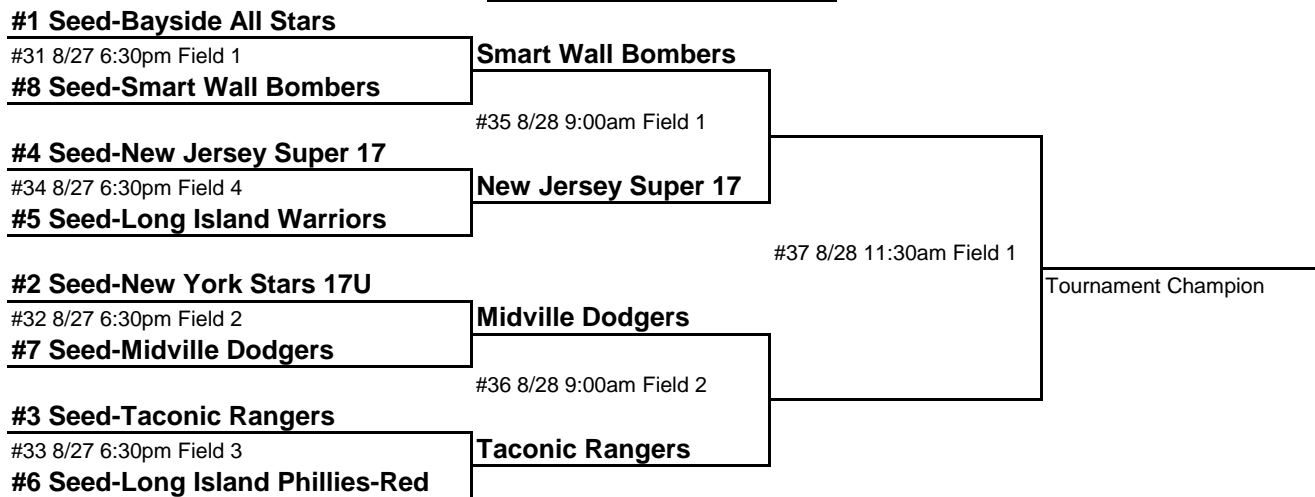 #1 Seed-Bayside All Stars
#31 8/27 6:30pm Field 1
Smart Wall Bombers
#8 Seed-Smart Wall Bombers
#35 8/28 9:00am Field 1
#4 Seed-New Jersey Super 17
#34 8/27 6:30pm Field 4
New Jersey Super 17
#5 Seed-Long Island Warriors
#37 8/28 11:30am Field 1
#2 Seed-New York Stars 17U
Tournament Champion
#32 8/27 6:30pm Field 2
Midville Dodgers
#7 Seed-Midville Dodgers
#36 8/28 9:00am Field 2
#3 Seed-Taconic Rangers
#33 8/27 6:30pm Field 3
Taconic Rangers
#6 Seed-Long Island Phillies-Red